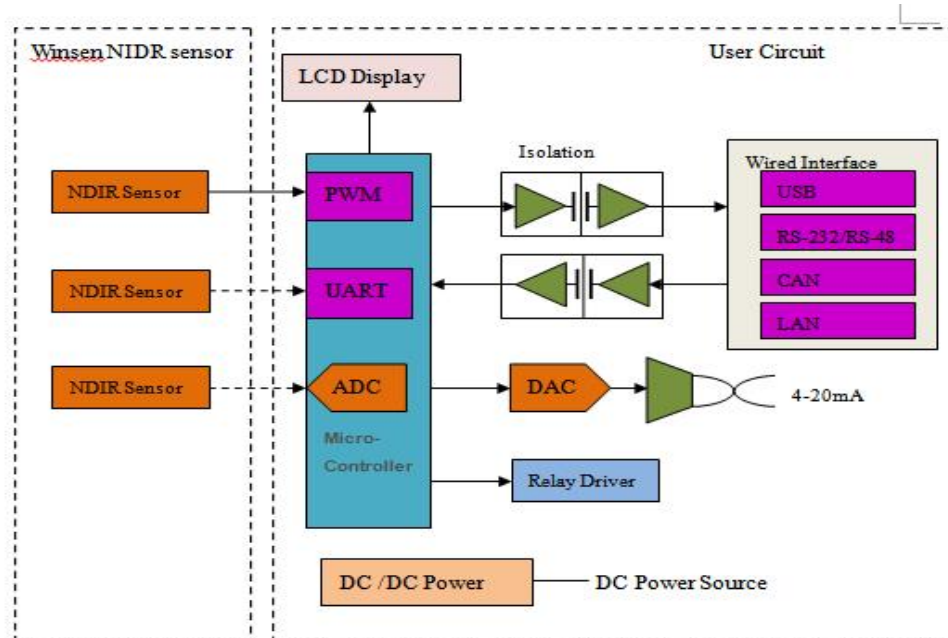 Winsen NIDR sensor
User Circuit
LCD Display
Isolation
Wired Interface
NDIR Sensor
PWM
USB
RS-232/RS-48
NDIR Sensor
UART
CAN
LAN
NDIR Sensor
ADC
DAC
4-20mA
Micro-
Controller
Relay Driver
DC /DC Power
DC Power Source